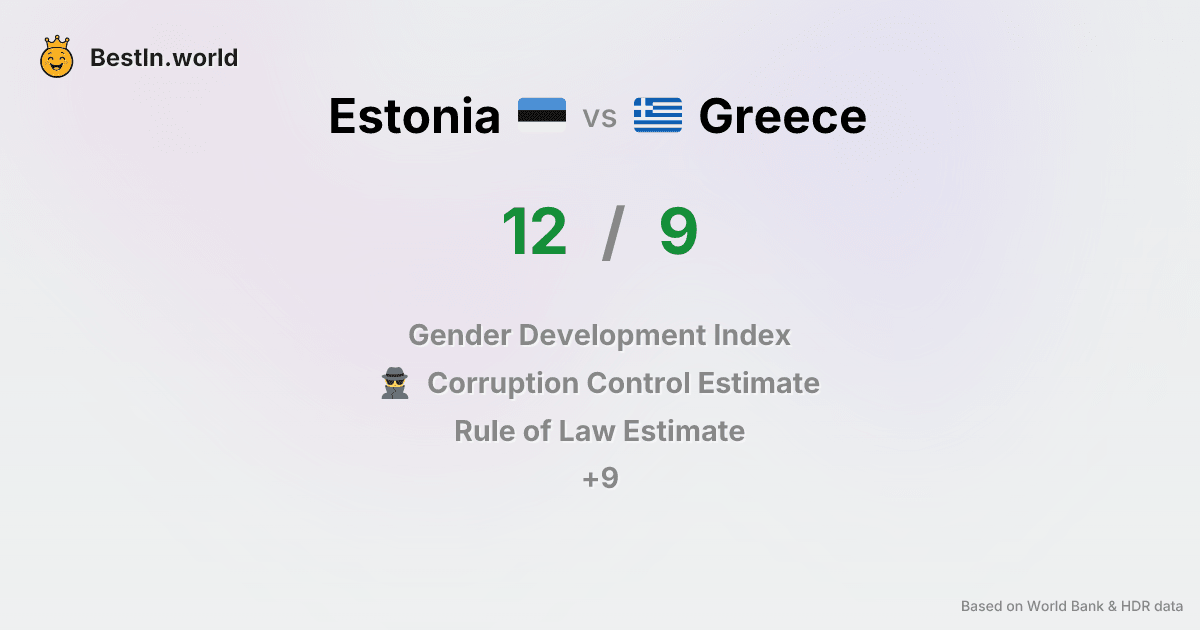 BestIn.world
Estonia vs Greece
12 / 9
Gender Development Index
Corruption Control Estimate
Rule of Law Estimate
+9
Based on World Bank & HDR data